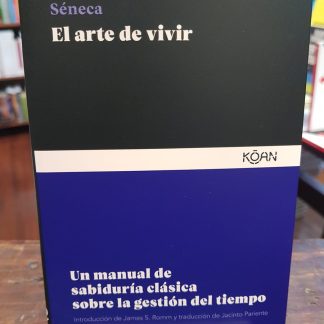 Séneca
El arte de vivir
KŌAN
Un manual de
sabiduría clásica
sobre la gestión del tiempo
Introducción de James S. Romm y traducción de Jacinto Pariente